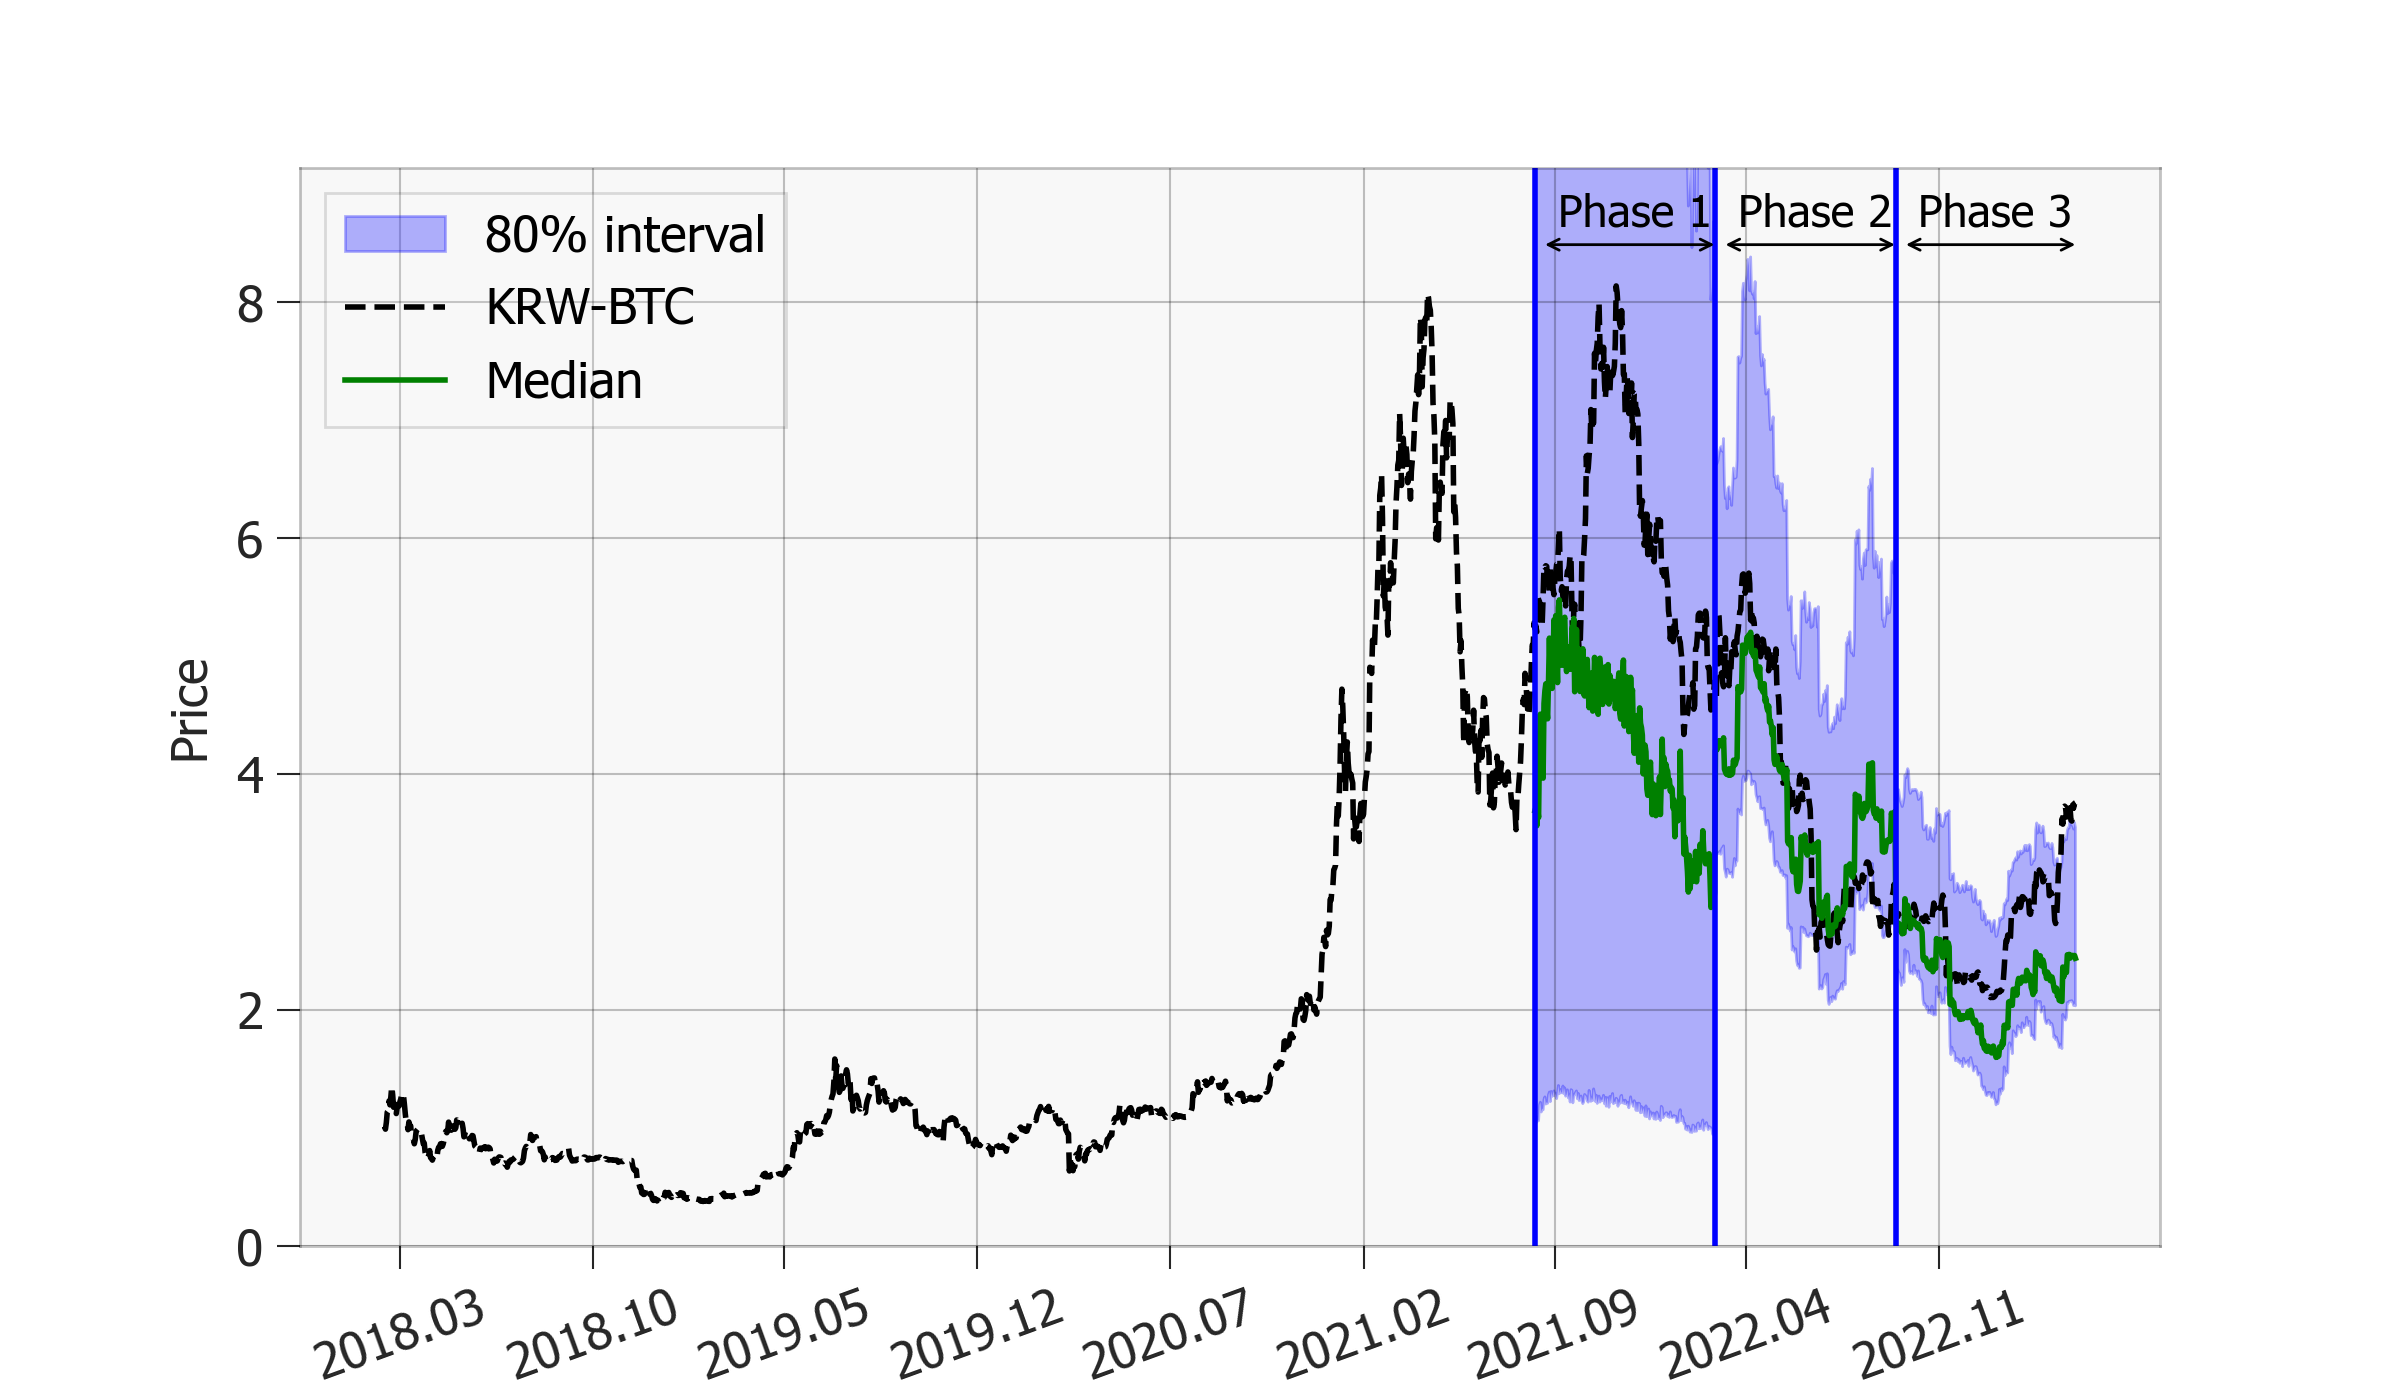 Phase 1
Phase 2
Phase 3
80% interval
KRW-BTC
Median
Price
8
6
4
2
0
2018.03
2018.10
2019.05
2019.12
2020.07
2021.02
2021.09
2022.04
2022.11